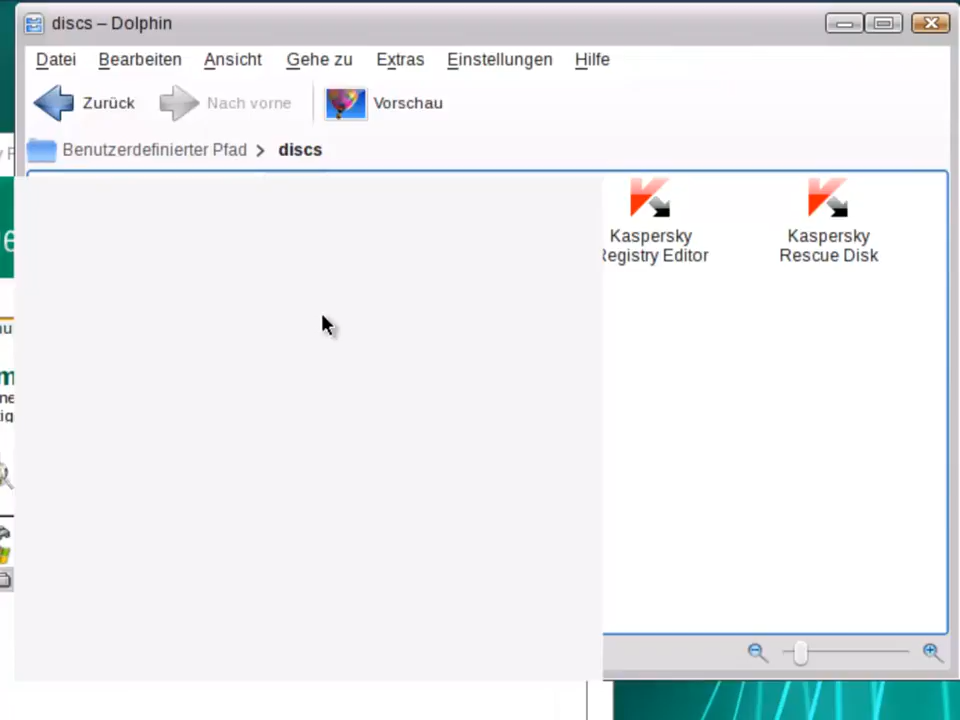 discs – Dolphin
Datei Bearbeiten Ansicht Gehe zu Extras Einstellungen Hilfe
Zurück Nach vorne Vorschau
Benutzerdefinierter Pfad > discs
Kaspersky
Registry Editor
Kaspersky
Rescue Disk